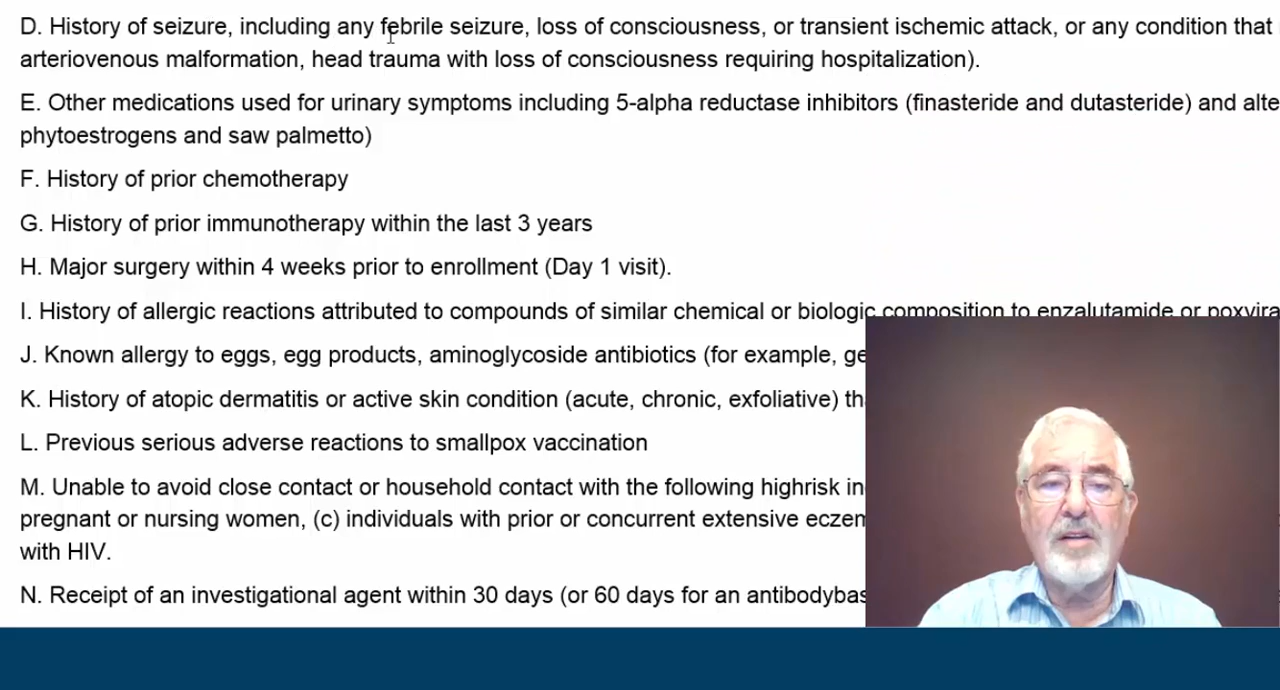 D. History of seizure, including any febrile seizure, loss of consciousness, or transient ischemic attack, or any condition that
arteriovenous malformation, head trauma with loss of consciousness requiring hospitalization).
E. Other medications used for urinary symptoms including 5-alpha reductase inhibitors (finasteride and dutasteride) and alte
phytoestrogens and saw palmetto)
F. History of prior chemotherapy
G. History of prior immunotherapy within the last 3 years
H. Major surgery within 4 weeks prior to enrollment (Day 1 visit).
I. History of allergic reactions attributed to compounds of similar chemical or biologic composition to enzalutamide or poxvira
J. Known allergy to eggs, egg products, aminoglycoside antibiotics (for example, ge
K. History of atopic dermatitis or active skin condition (acute, chronic, exfoliative) th
L. Previous serious adverse reactions to smallpox vaccination
M. Unable to avoid close contact or household contact with the following highrisk in
pregnant or nursing women, (c) individuals with prior or concurrent extensive eczem
with HIV.
N. Receipt of an investigational agent within 30 days (or 60 days for an antibodybas